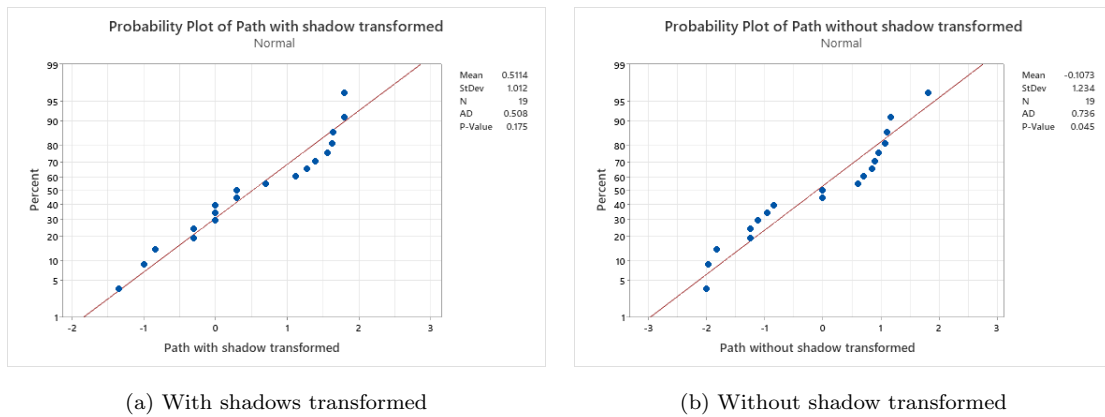 Probability Plot of Path with shadow transformed
Normal
99
95
90
80
70
60
50
40
30
20
10
5
1
Percent
-2 -1 0 1 2 3
Path with shadow transformed
Mean 0.5114
StDev 1.012
N 19
AD 0.508
P-Value 0.175
(a) With shadows transformed
Probability Plot of Path without shadow transformed
Normal
99
95
90
80
70
60
50
40
30
20
10
5
1
Percent
-3 -2 -1 0 1 2 3
Path without shadow transformed
Mean -0.1073
StDev 1.234
N 19
AD 0.736
P-Value 0.045
(b) Without shadow transformed